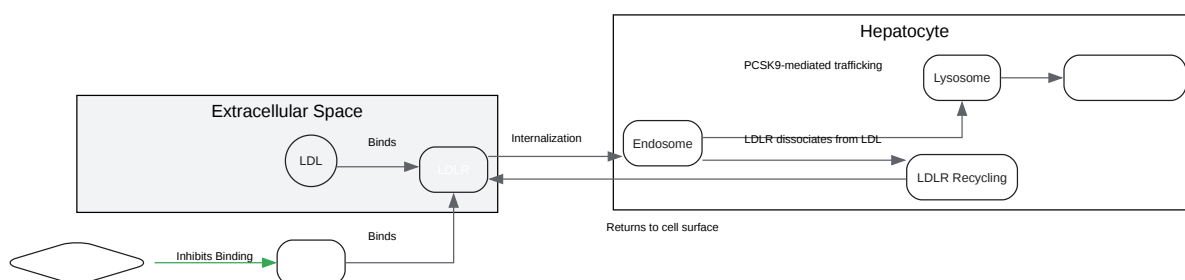 Hepatocyte
PCSK9-mediated trafficking
Lysosome
Extracellular Space
LDL
Binds
LDLR
Internalization
Endosome
LDLR dissociates from LDL
LDLR Recycling
Returns to cell surface
Binds
Inhibits Binding